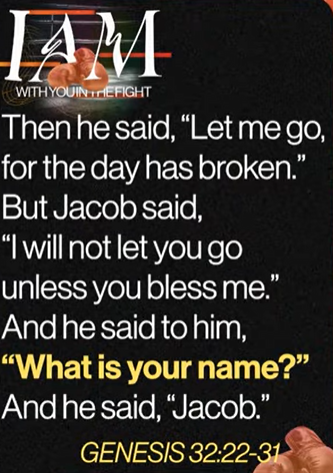 I AM
WITH YOU IN THE FIGHT
Then he said, “Let me go,
for the day has broken.”
But Jacob said,
“I will not let you go
unless you bless me.”
And he said to him,
“What is your name?”
And he said, “Jacob.”
GENESIS 32:22-31